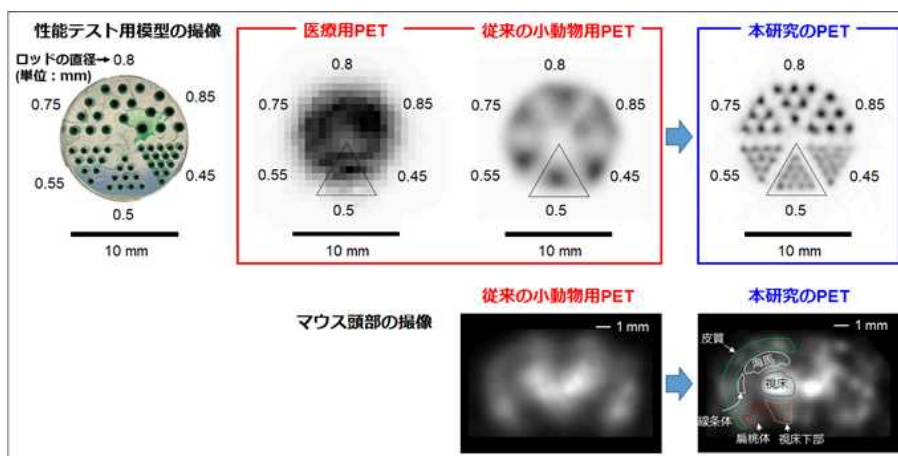 性能テスト用模型の撮像
ロッドの直径→ 0.8
(単位：mm)
0.75
0.85
0.55
0.45
0.5
10 mm
医療用PET
0.8
0.75
0.85
0.55
0.45
0.5
10 mm
従来の小動物用PET
0.8
0.75
0.85
0.55
0.45
0.5
10 mm
本研究のPET
0.8
0.75
0.85
0.55
0.45
0.5
10 mm
マウス頭部の撮像
従来の小動物用PET
1 mm
本研究のPET
1 mm
皮質
海馬
視床
線条体
扁桃体
視床下部